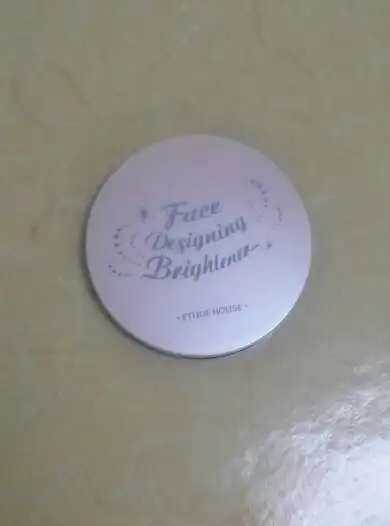 Face
Designing
Brightener
• ETUDE HOUSE •